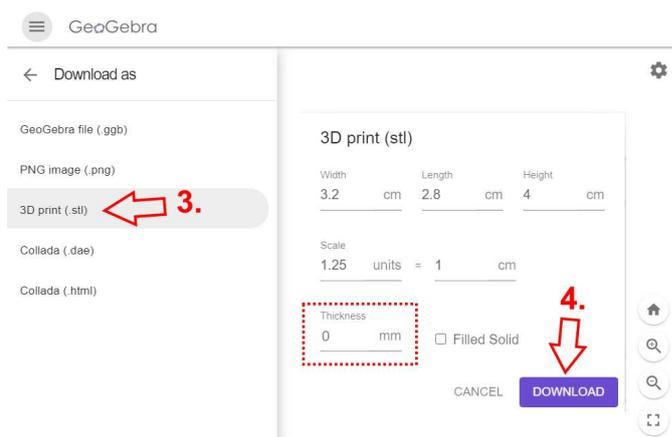 GeoGebra
Download as
GeoGebra file (.ggb)
PNG image (.png)
3D print (.stl)
3.
Collada (.dae)
Collada (.html)
3D print (stl)
Width Length Height
3.2 cm 2.8 cm 4 cm
Scale
1.25 units = 1 cm
4.
Thickness
0 mm Filled Solid
CANCEL DOWNLOAD